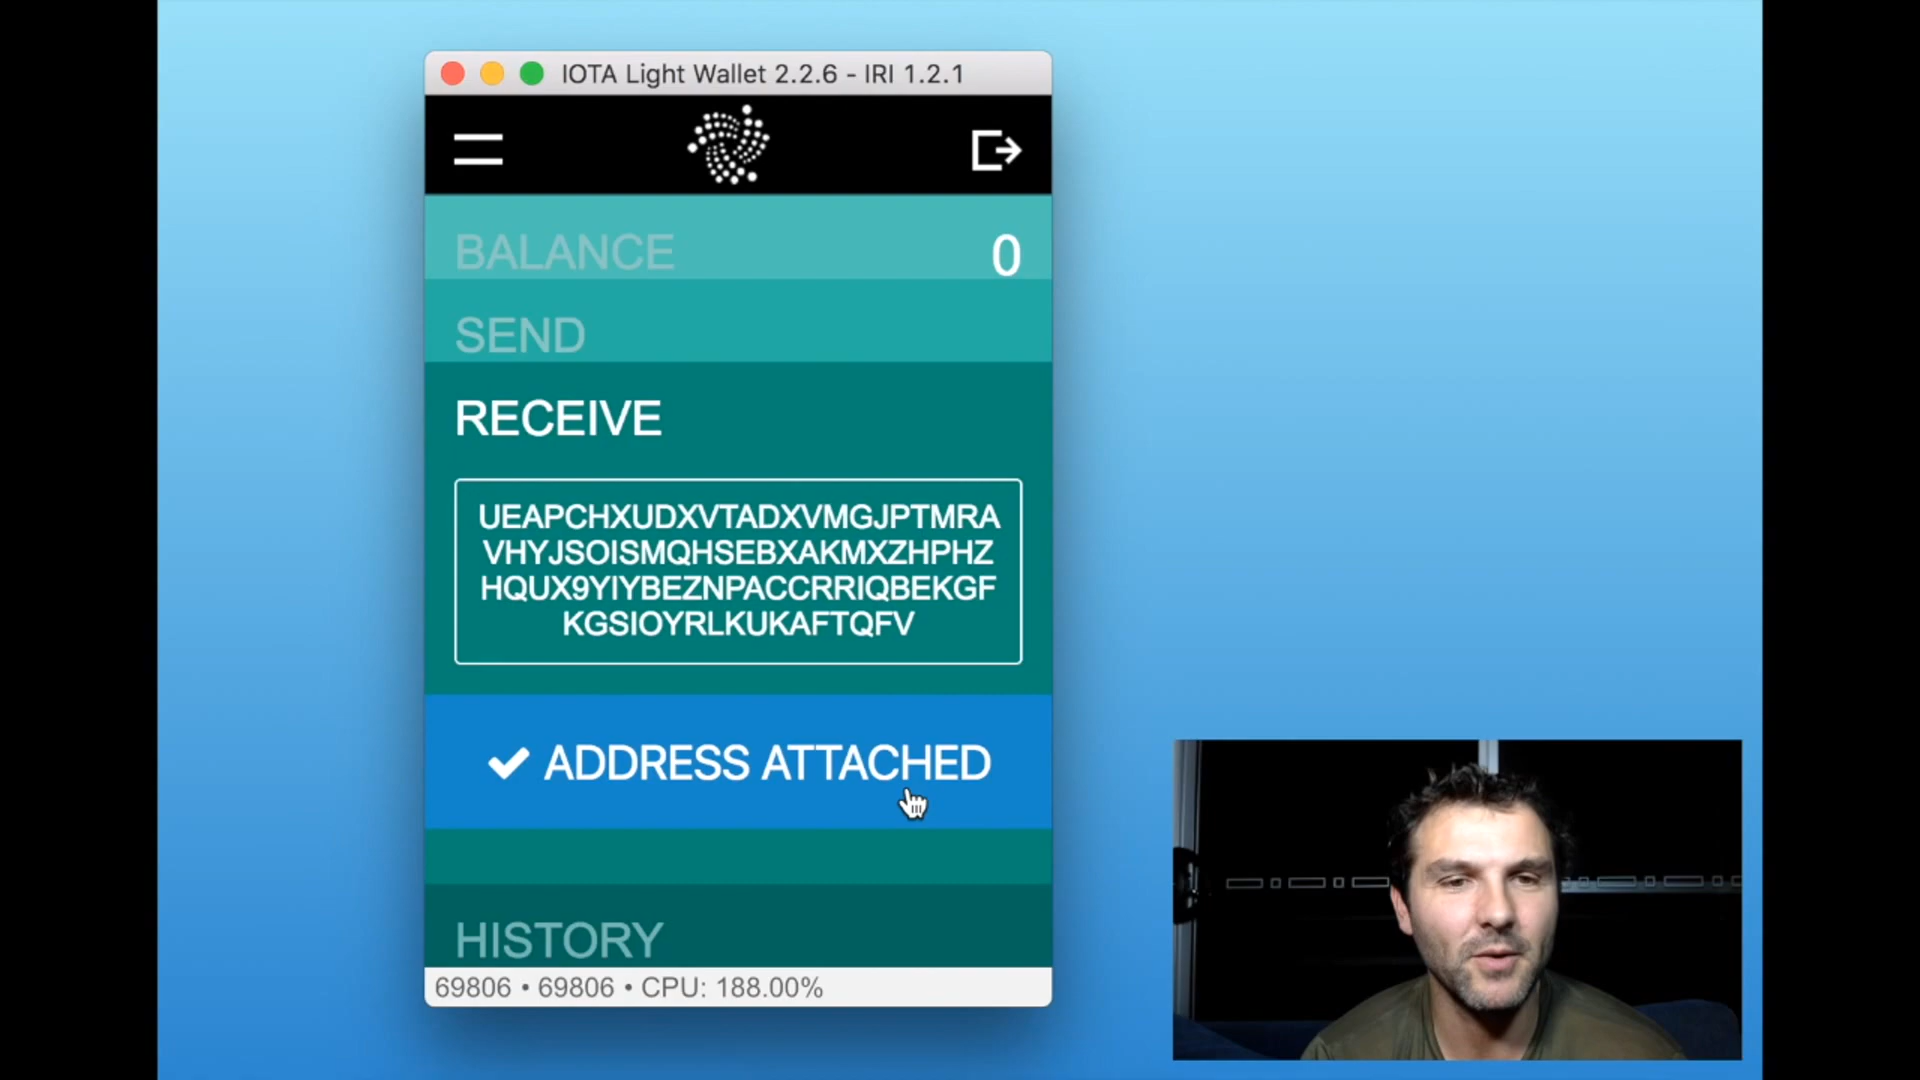 IOTA Light Wallet 2.2.6 - IRI 1.2.1
BALANCE 0
SEND
RECEIVE
UEAPCHXUDXVTADXVMGJPTMRA
VHYJSOISMQHSEBXAKMXZHPHZ
HQUX9YIYBEZNPACCRRIQBEKGF
KGSIOYRLKUKAFTQFV
ADDRESS ATTACHED
HISTORY
69806 • 69806 • CPU: 188.00%